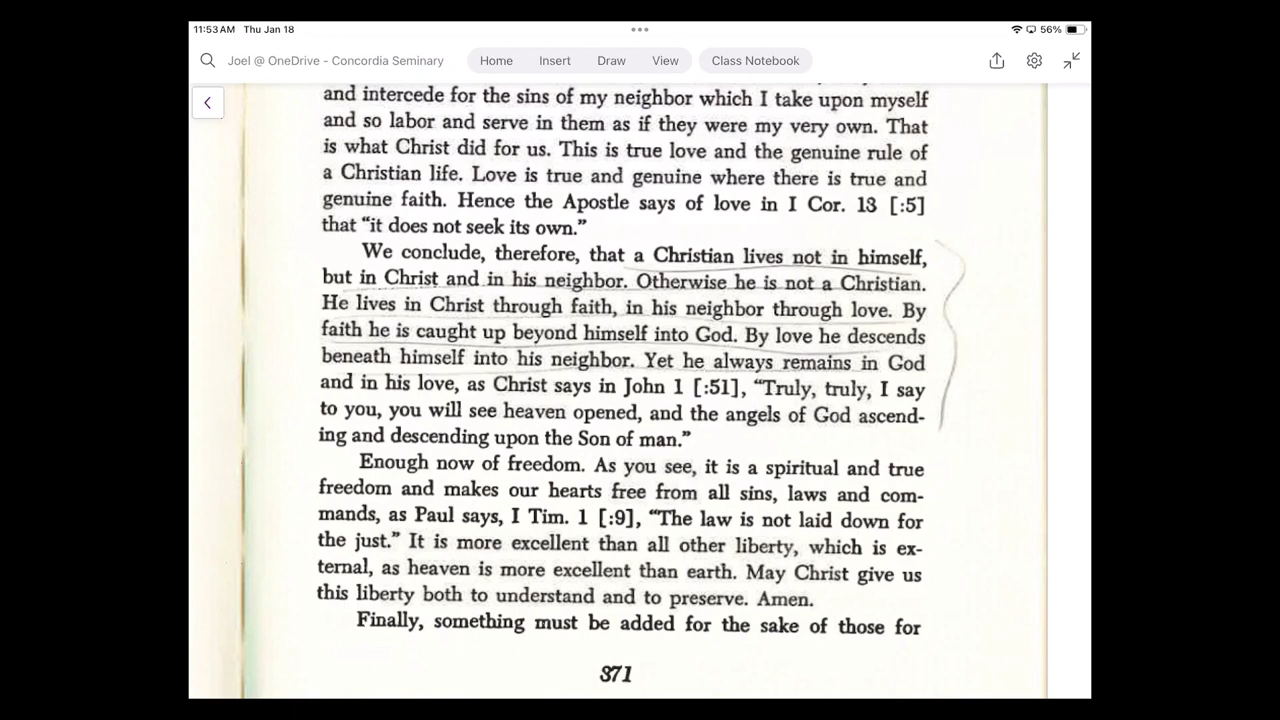 11:53 AM Thu Jan 18
56%
Joel @ OneDrive - Concordia Seminary
Home Insert Draw View Class Notebook
and intercede for the sins of my neighbor which I take upon myself
and so labor and serve in them as if they were my very own. That
is what Christ did for us. This is true love and the genuine rule of
a Christian life. Love is true and genuine where there is true and
genuine faith. Hence the Apostle says of love in I Cor. 13 [:5]
that “it does not seek its own.”
We conclude, therefore, that a Christian lives not in himself,
but in Christ and in his neighbor. Otherwise he is not a Christian.
He lives in Christ through faith, in his neighbor through love. By
faith he is caught up beyond himself into God. By love he descends
beneath himself into his neighbor. Yet he always remains in God
and in his love, as Christ says in John 1 [:51], “Truly, truly, I say
to you, you will see heaven opened, and the angels of God ascend-
ing and descending upon the Son of man.”
Enough now of freedom. As you see, it is a spiritual and true
freedom and makes our hearts free from all sins, laws and com-
mands, as Paul says, I Tim. 1 [:9], “The law is not laid down for
the just.” It is more excellent than all other liberty, which is ex-
ternal, as heaven is more excellent than earth. May Christ give us
this liberty both to understand and to preserve. Amen.
Finally, something must be added for the sake of those for
371